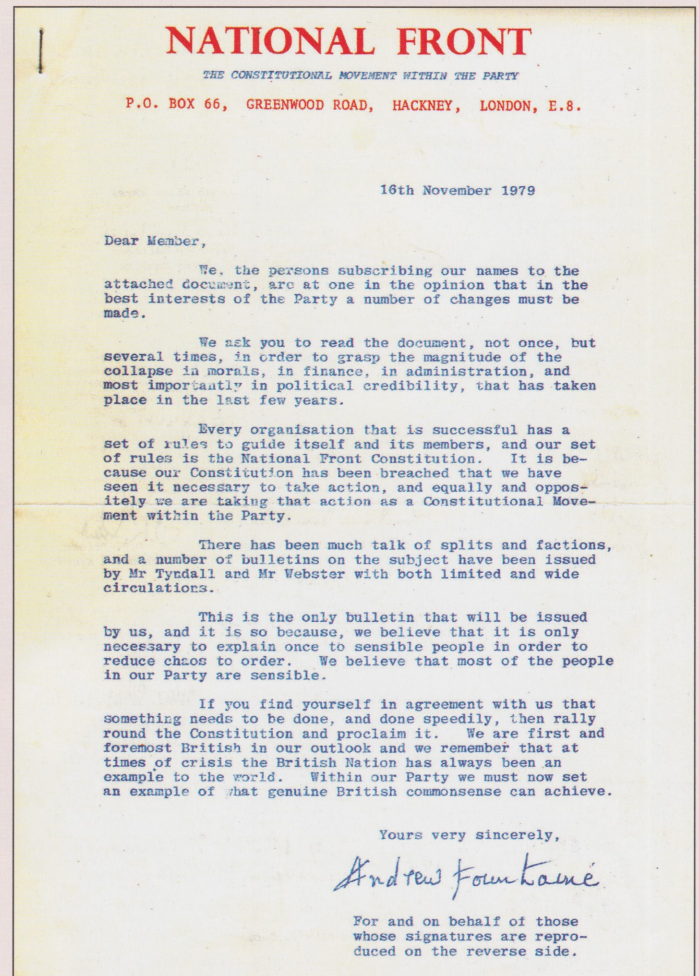 NATIONAL FRONT
THE CONSTITUTIONAL MOVEMENT WITHIN THE PARTY
P.O. BOX 66, GREENWOOD ROAD, HACKNEY, LONDON, E.8.
16th November 1979
Dear Member,
We, the persons subscribing our names to the
attached document, are at one in the opinion that in the
best interests of the Party a number of changes must be
made.
We ask you to read the document, not once, but
several times, in order to grasp the magnitude of the
collapse in morals, in finance, in administration, and
most importantly in political credibility, that has taken
place in the last few years.
Every organisation that is successful has a
set of rules to guide itself and its members, and our set
of rules is the National Front Constitution. It is be-
cause our Constitution has been breached that we have
seen it necessary to take action, and equally and oppos-
itely we are taking that action as a Constitutional Move-
ment within the Party.
There has been much talk of splits and factions,
and a number of bulletins on the subject have been issued
by Mr Tyndall and Mr Webster with both limited and wide
circulations.
This is the only bulletin that will be issued
by us, and it is so because, we believe that it is only
necessary to explain once to sensible people in order to
reduce chaos to order. We believe that most of the people
in our Party are sensible.
If you find yourself in agreement with us that
something needs to be done, and done speedily, then rally
round the Constitution and proclaim it. We are first and
foremost British in our outlook and we remember that at
times of crisis the British Nation has always been an
example to the world. Within our Party we must now set
an example of what genuine British commonsense can achieve.
Yours very sincerely,
Andrew Fountaine
For and on behalf of those
whose signatures are repro-
duced on the reverse side.